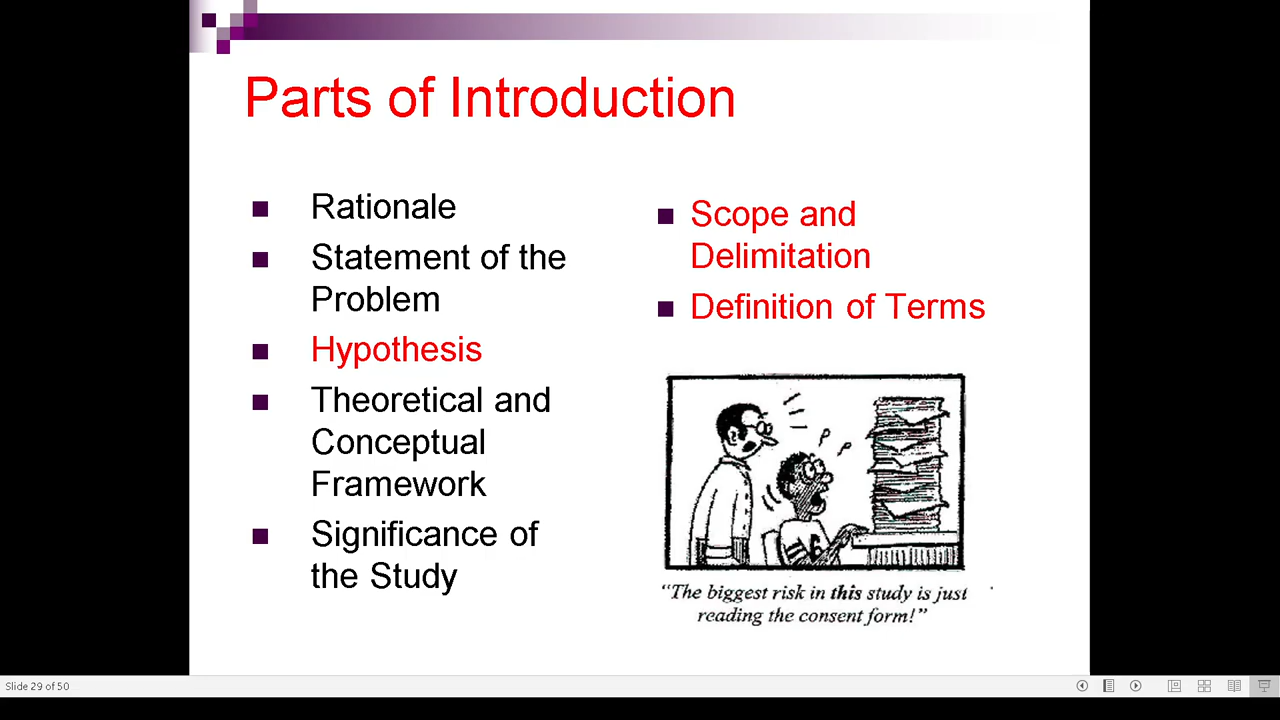 Parts of Introduction
Rationale
Statement of the
Problem
Hypothesis
Theoretical and
Conceptual
Framework
Significance of
the Study
Scope and
Delimitation
Definition of Terms
“The biggest risk in this study is just
reading the consent form!”
Slide 29 of 50